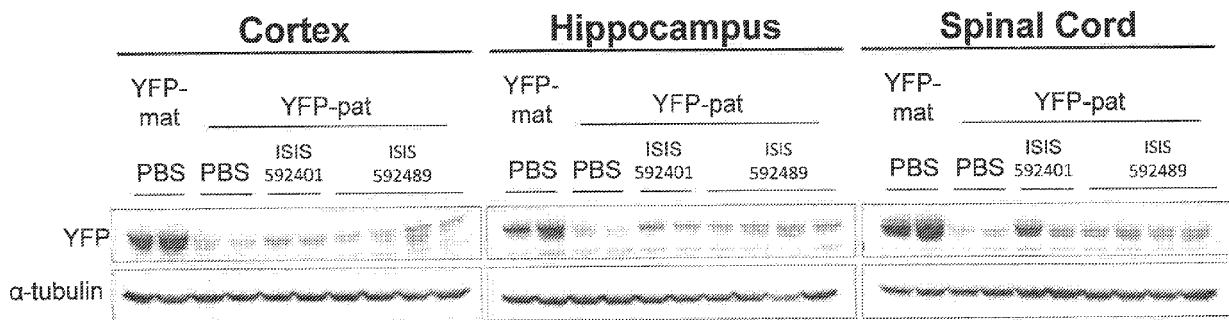 Cortex Hippocampus Spinal Cord
YFP- YFP- YFP-
mat YFP-pat mat YFP-pat mat YFP-pat
ISIS ISIS ISIS ISIS ISIS ISIS
PBS PBS 592401 592489 PBS PBS 592401 592489 PBS PBS 592401 592489
YFP
α-tubulin